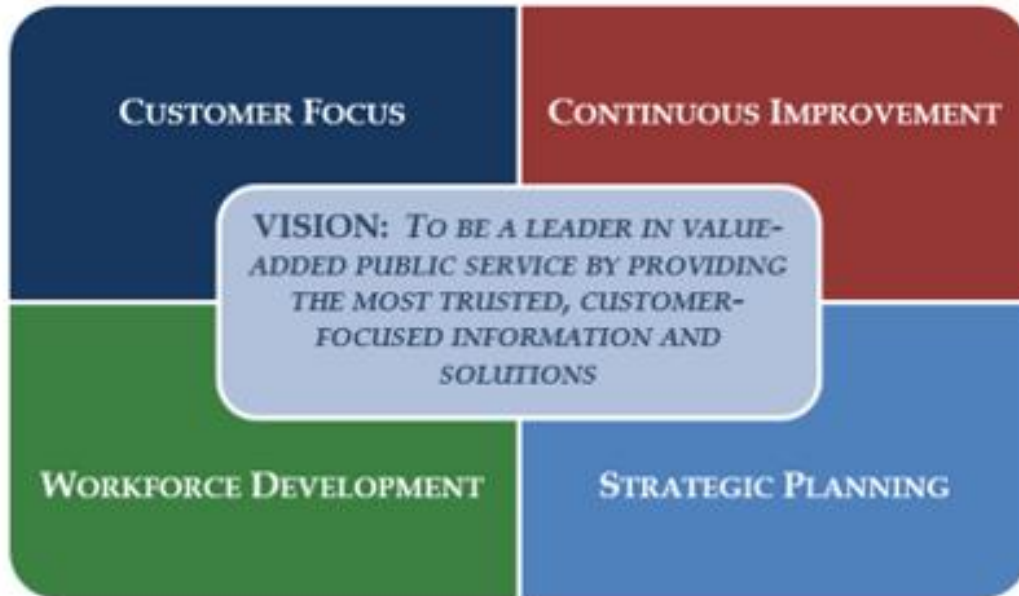 CUSTOMER FOCUS
CONTINUOUS IMPROVEMENT
VISION: TO BE A LEADER IN VALUE-
ADDED PUBLIC SERVICE BY PROVIDING
THE MOST TRUSTED, CUSTOMER-
FOCUSED INFORMATION AND
SOLUTIONS
WORKFORCE DEVELOPMENT
STRATEGIC PLANNING